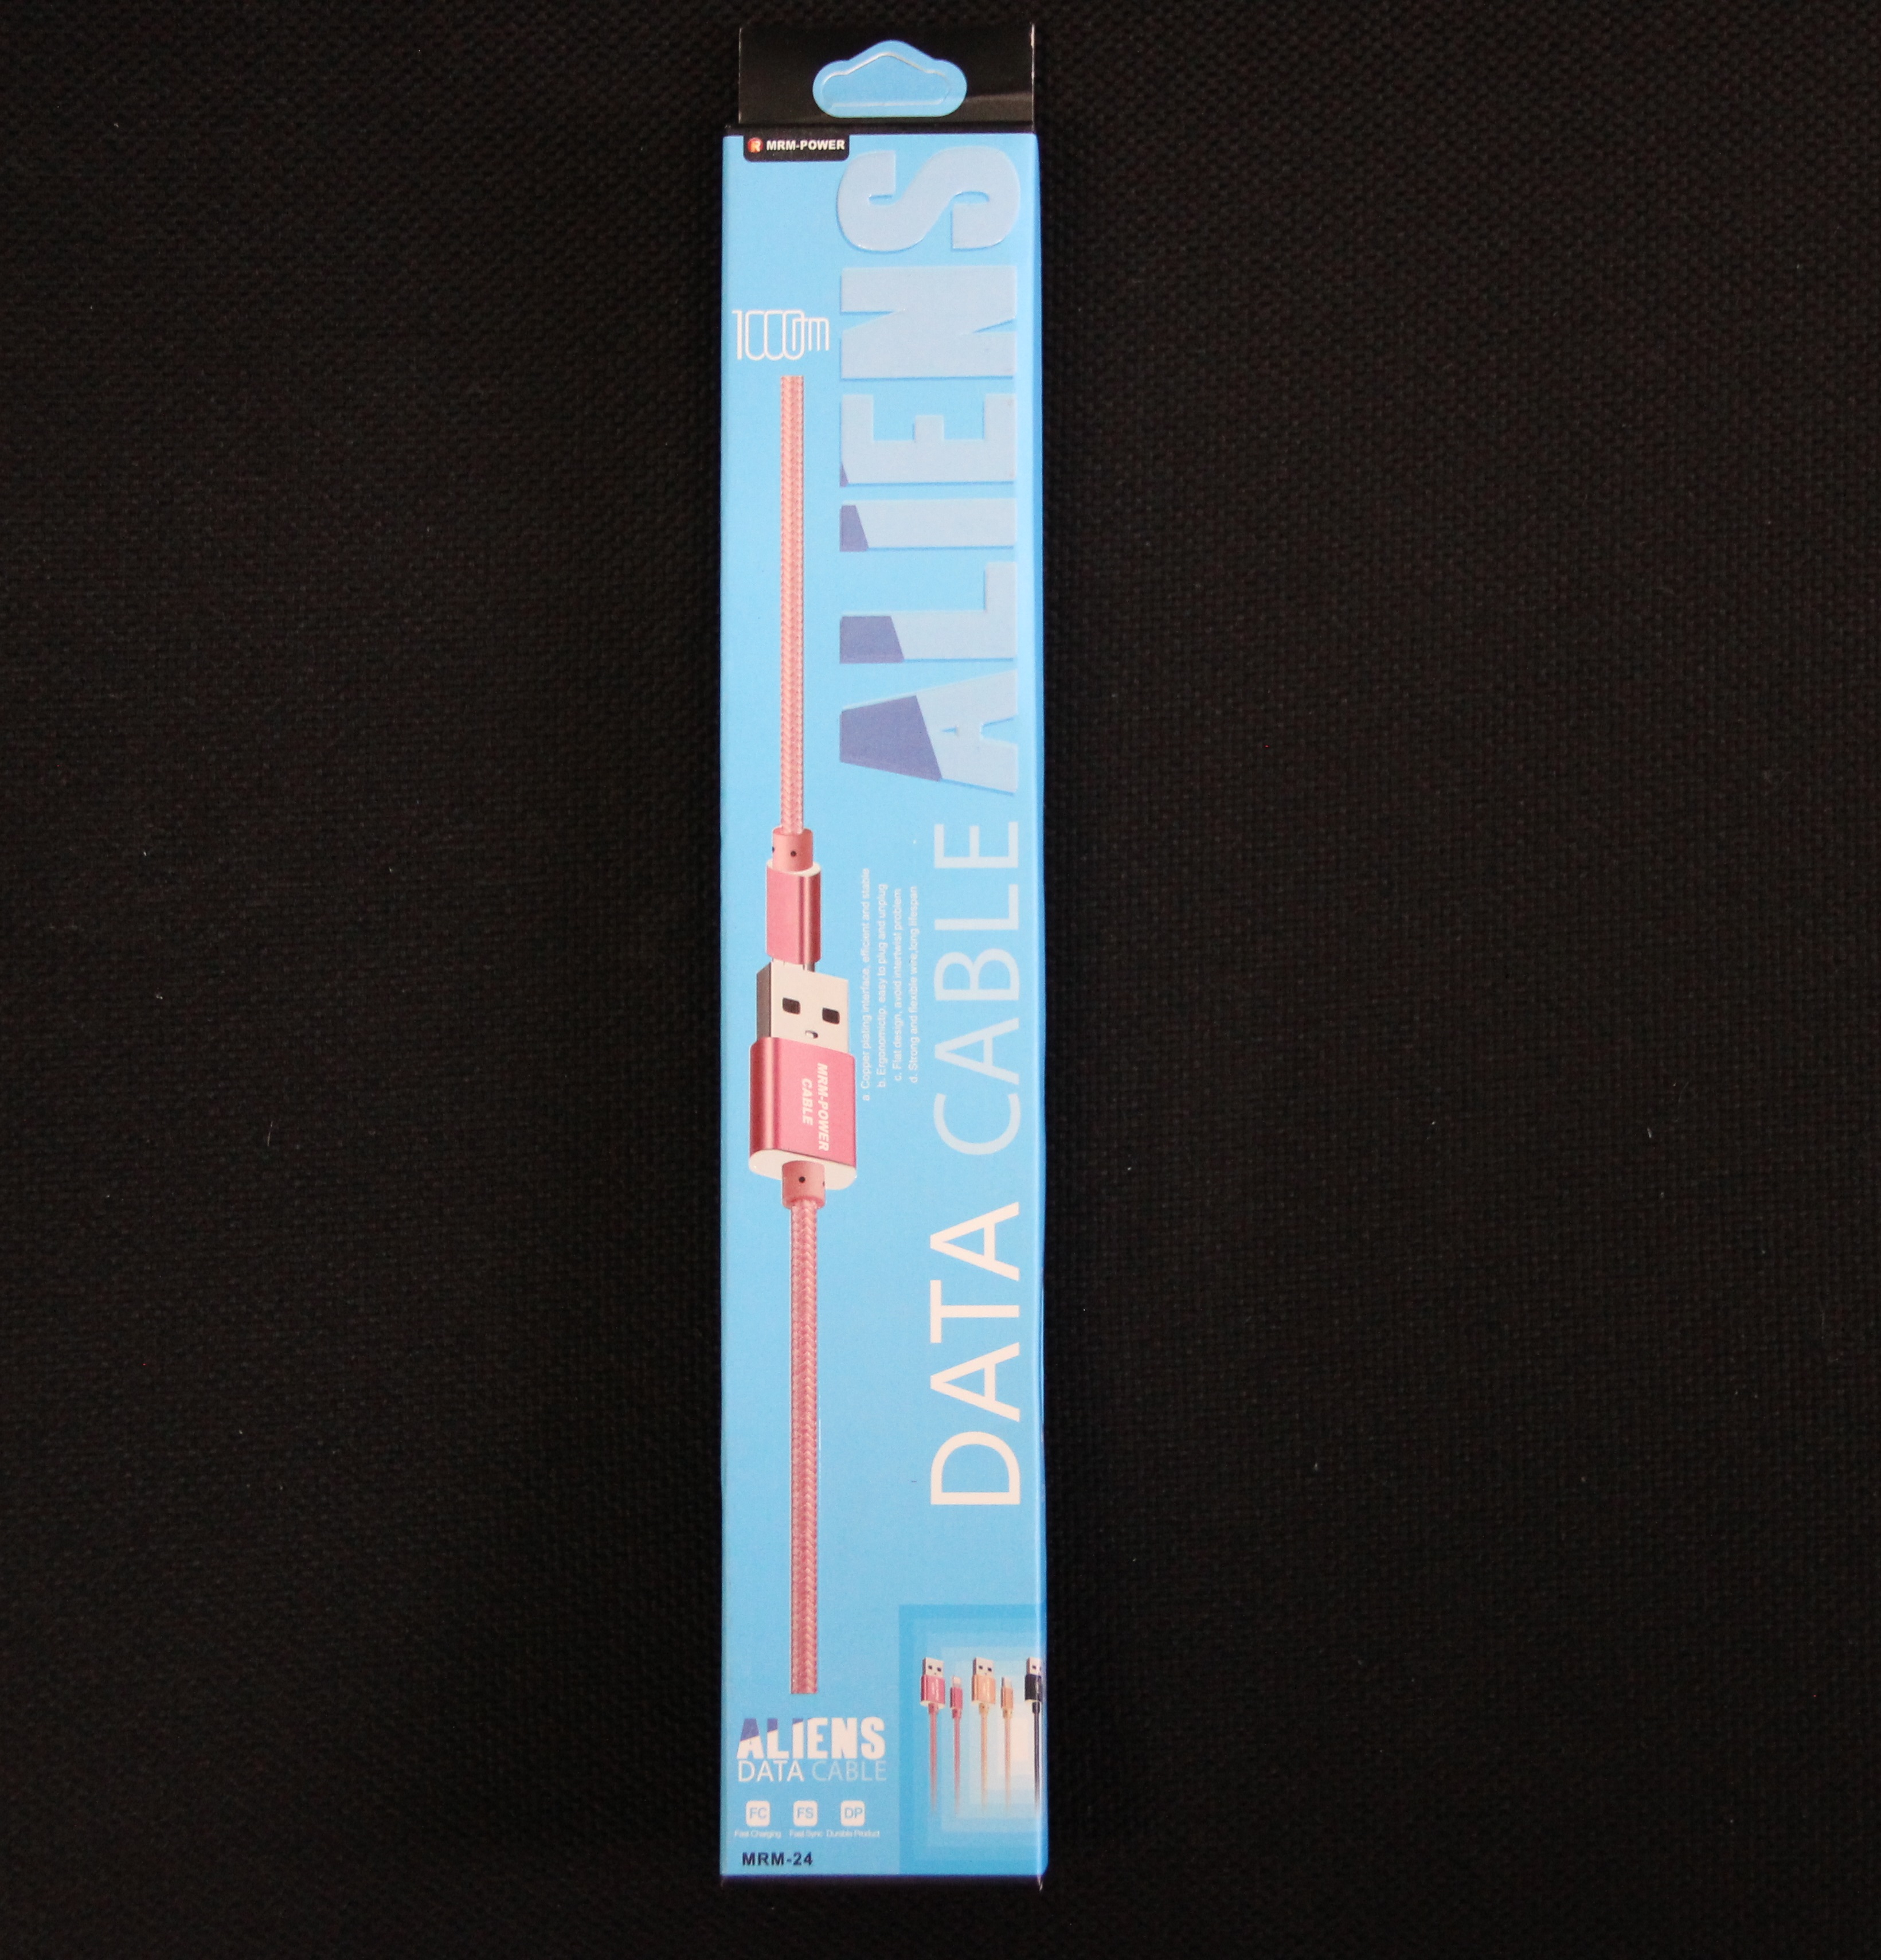 MRM-POWER
ALIENS
1000m
DATA CABLE
a. Copper plating interface, efficient and stable
b. Ergonomictip, easy to plug and unplug
c. Flat design, avoid intertwist problem
d. Strong and flexible wire,long lifespan
MRM-POWER
CABLE
ALIENS
DATA CABLE
FC FS DP
Fast Charging Fast Sync Durable Product
MRM-24